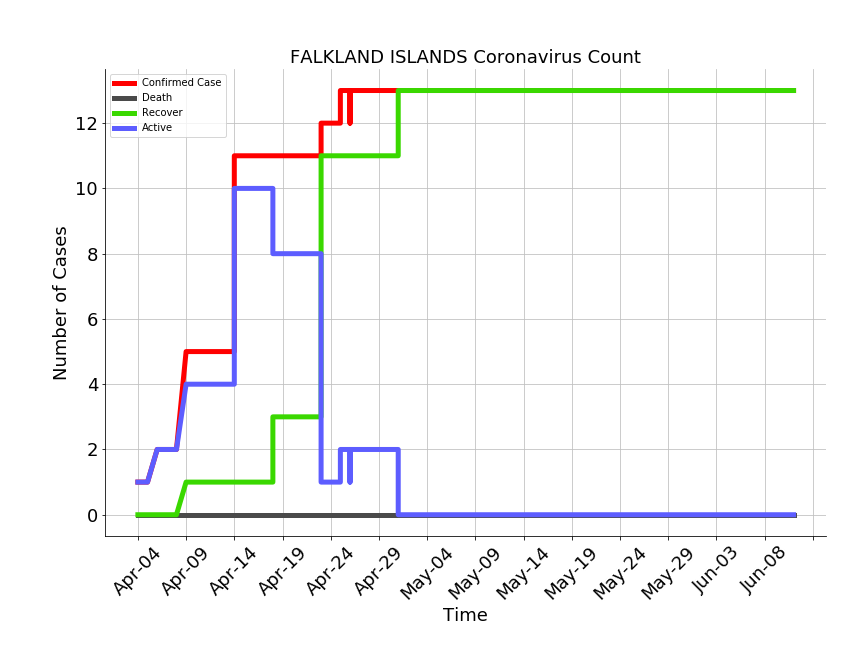 FALKLAND ISLANDS Coronavirus Count
Confirmed Case
Death
Recover
Active
Number of Cases
12
10
8
6
4
2
0
Apr-04 Apr-09 Apr-14 Apr-19 Apr-24 Apr-29 May-04 May-09 May-14 May-19 May-24 May-29 Jun-03 Jun-08
Time